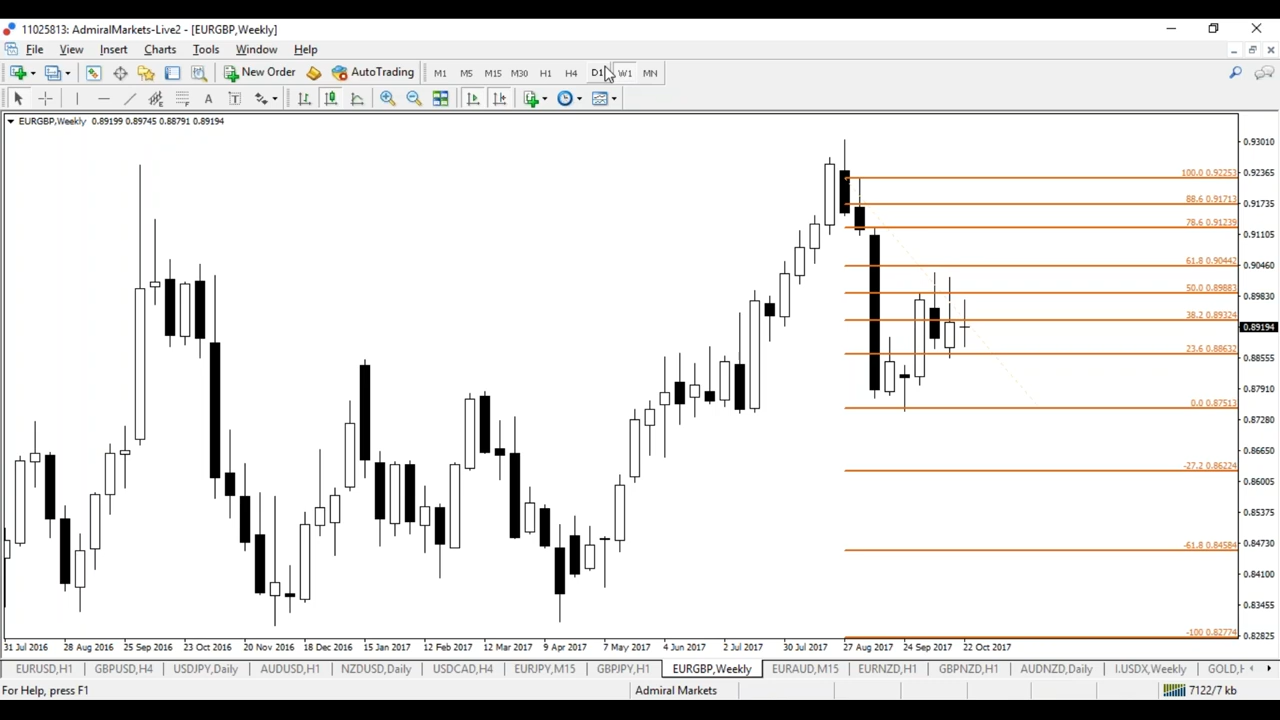 11025813: AdmiralMarkets-Live2 - [EURGBP,Weekly]
File View Insert Charts Tools Window Help
New Order AutoTrading M1 M5 M15 M30 H1 H4 D1 W1 MN
A T
EURGBP,Weekly 0.89199 0.89745 0.88791 0.89194
0.93010
100.0 0.92253 0.92365
88.6 0.91713 0.91735
78.6 0.91239 0.91105
61.8 0.90442 0.90460
50.0 0.89883 0.89830
38.2 0.89324 0.89194
23.6 0.88632 0.88555
0.87910
0.0 0.87513 0.87280
0.86650
-27.2 0.86224 0.86005
0.85375
-61.8 0.84584 0.84730
0.84100
0.83455
-100 0.82774 0.82825
31 Jul 2016 28 Aug 2016 25 Sep 2016 23 Oct 2016 20 Nov 2016 18 Dec 2016 15 Jan 2017 12 Feb 2017 12 Mar 2017 9 Apr 2017 7 May 2017 4 Jun 2017 2 Jul 2017 30 Jul 2017 27 Aug 2017 24 Sep 2017 22 Oct 2017
EURUSD,H1 GBPUSD,H4 USDJPY,Daily AUDUSD,H1 NZDUSD,Daily USDCAD,H4 EURJPY,M15 GBPJPY,H1 EURGBP,Weekly EURAUD,M15 EURNZD,H1 GBPNZD,H1 AUDNZD,Daily I.USDX,Weekly GOLD,H
For Help, press F1 Admiral Markets 7122/7 kb